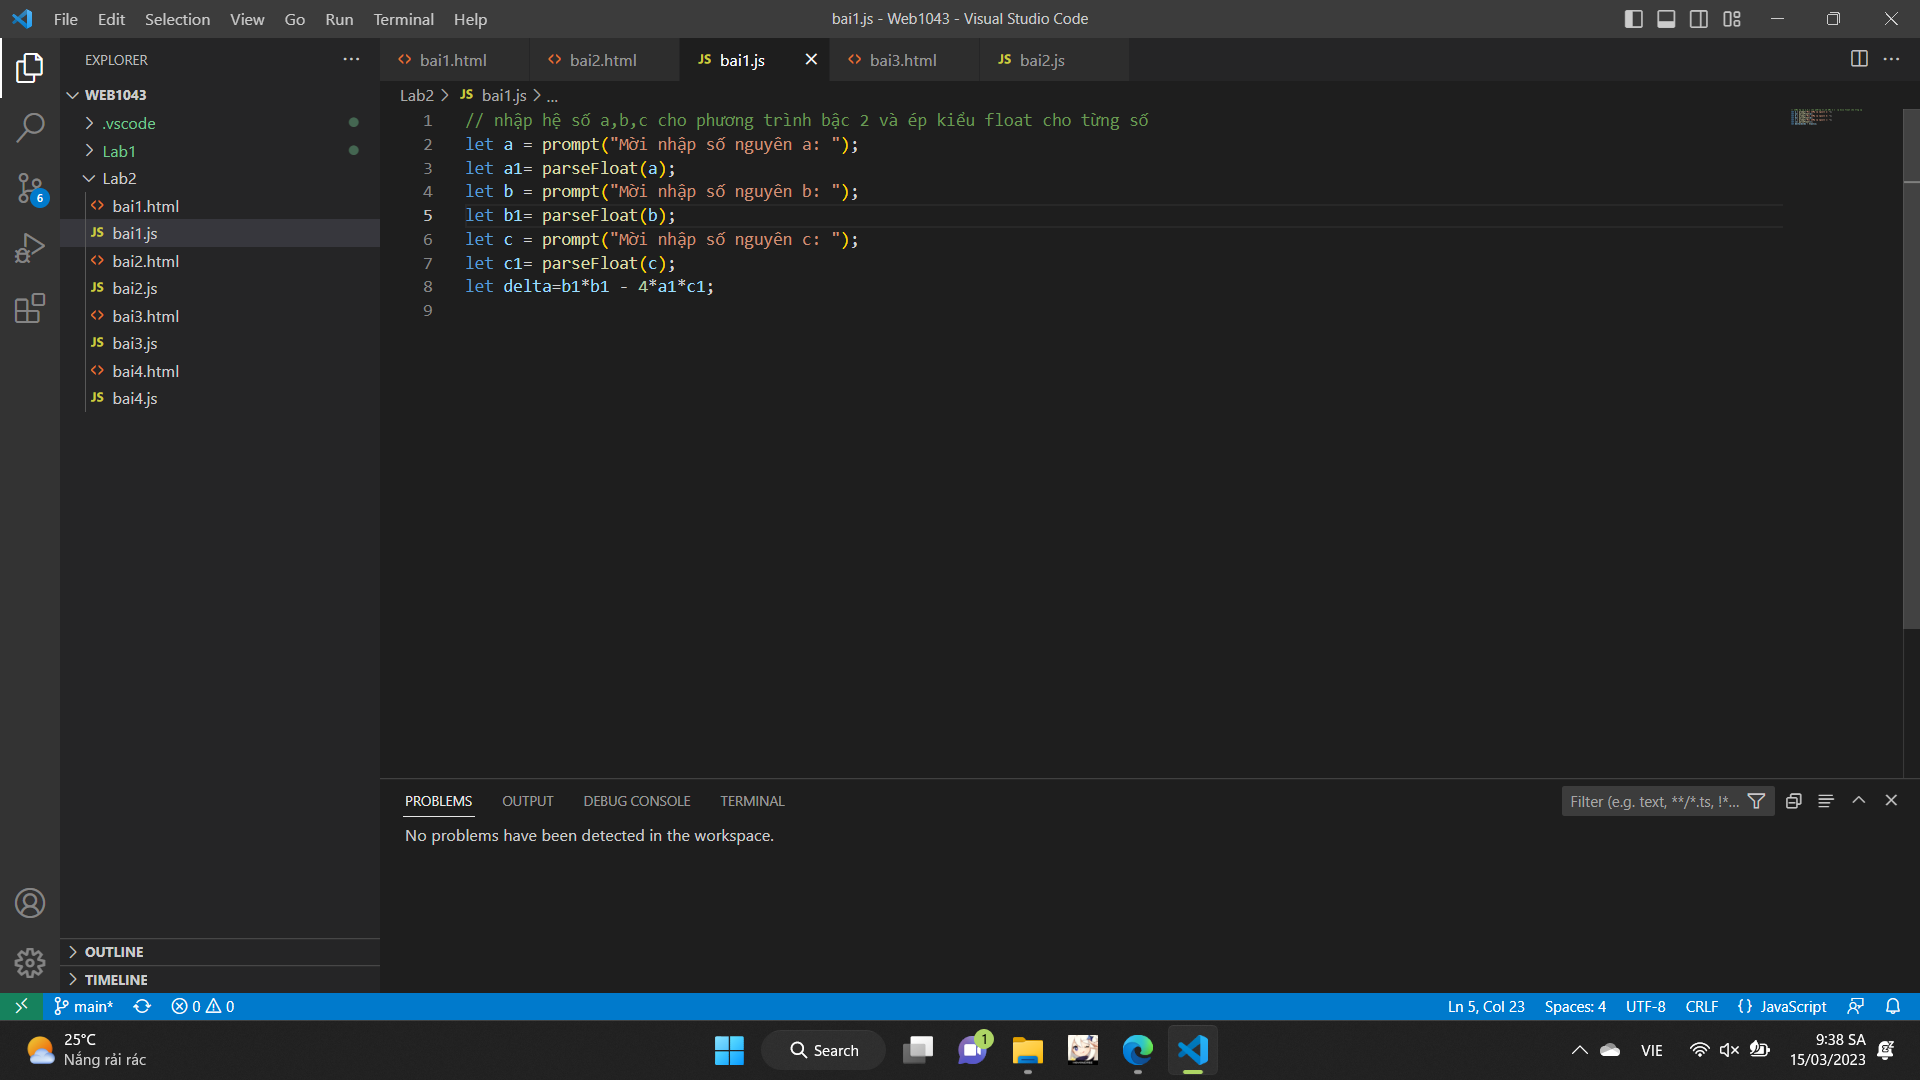 File Edit Selection View Go Run Terminal Help
bai1.js - Web1043 - Visual Studio Code
EXPLORER
WEB1043
.vscode
Lab1
Lab2
bai1.html
bai1.js
bai2.html
bai2.js
bai3.html
bai3.js
bai4.html
bai4.js
OUTLINE
TIMELINE
6
bai1.html
bai2.html
JS bai1.js
bai3.html
JS bai2.js
Lab2 > JS bai1.js > ...
1 // nhập hệ số a,b,c cho phương trình bậc 2 và ép kiểu float cho từng số
2 let a = prompt("Mời nhập số nguyên a: ");
3 let a1= parseFloat(a);
4 let b = prompt("Mời nhập số nguyên b: ");
5 let b1= parseFloat(b);
6 let c = prompt("Mời nhập số nguyên c: ");
7 let c1= parseFloat(c);
8 let delta=b1*b1 - 4*a1*c1;
9
PROBLEMS OUTPUT DEBUG CONSOLE TERMINAL
Filter (e.g. text, **/*.ts, !*...
No problems have been detected in the workspace.
main* 0 0
Ln 5, Col 23 Spaces: 4 UTF-8 CRLF {} JavaScript
25°C
Nắng rải rác
Search
1
VIE
9:38 SA
15/03/2023